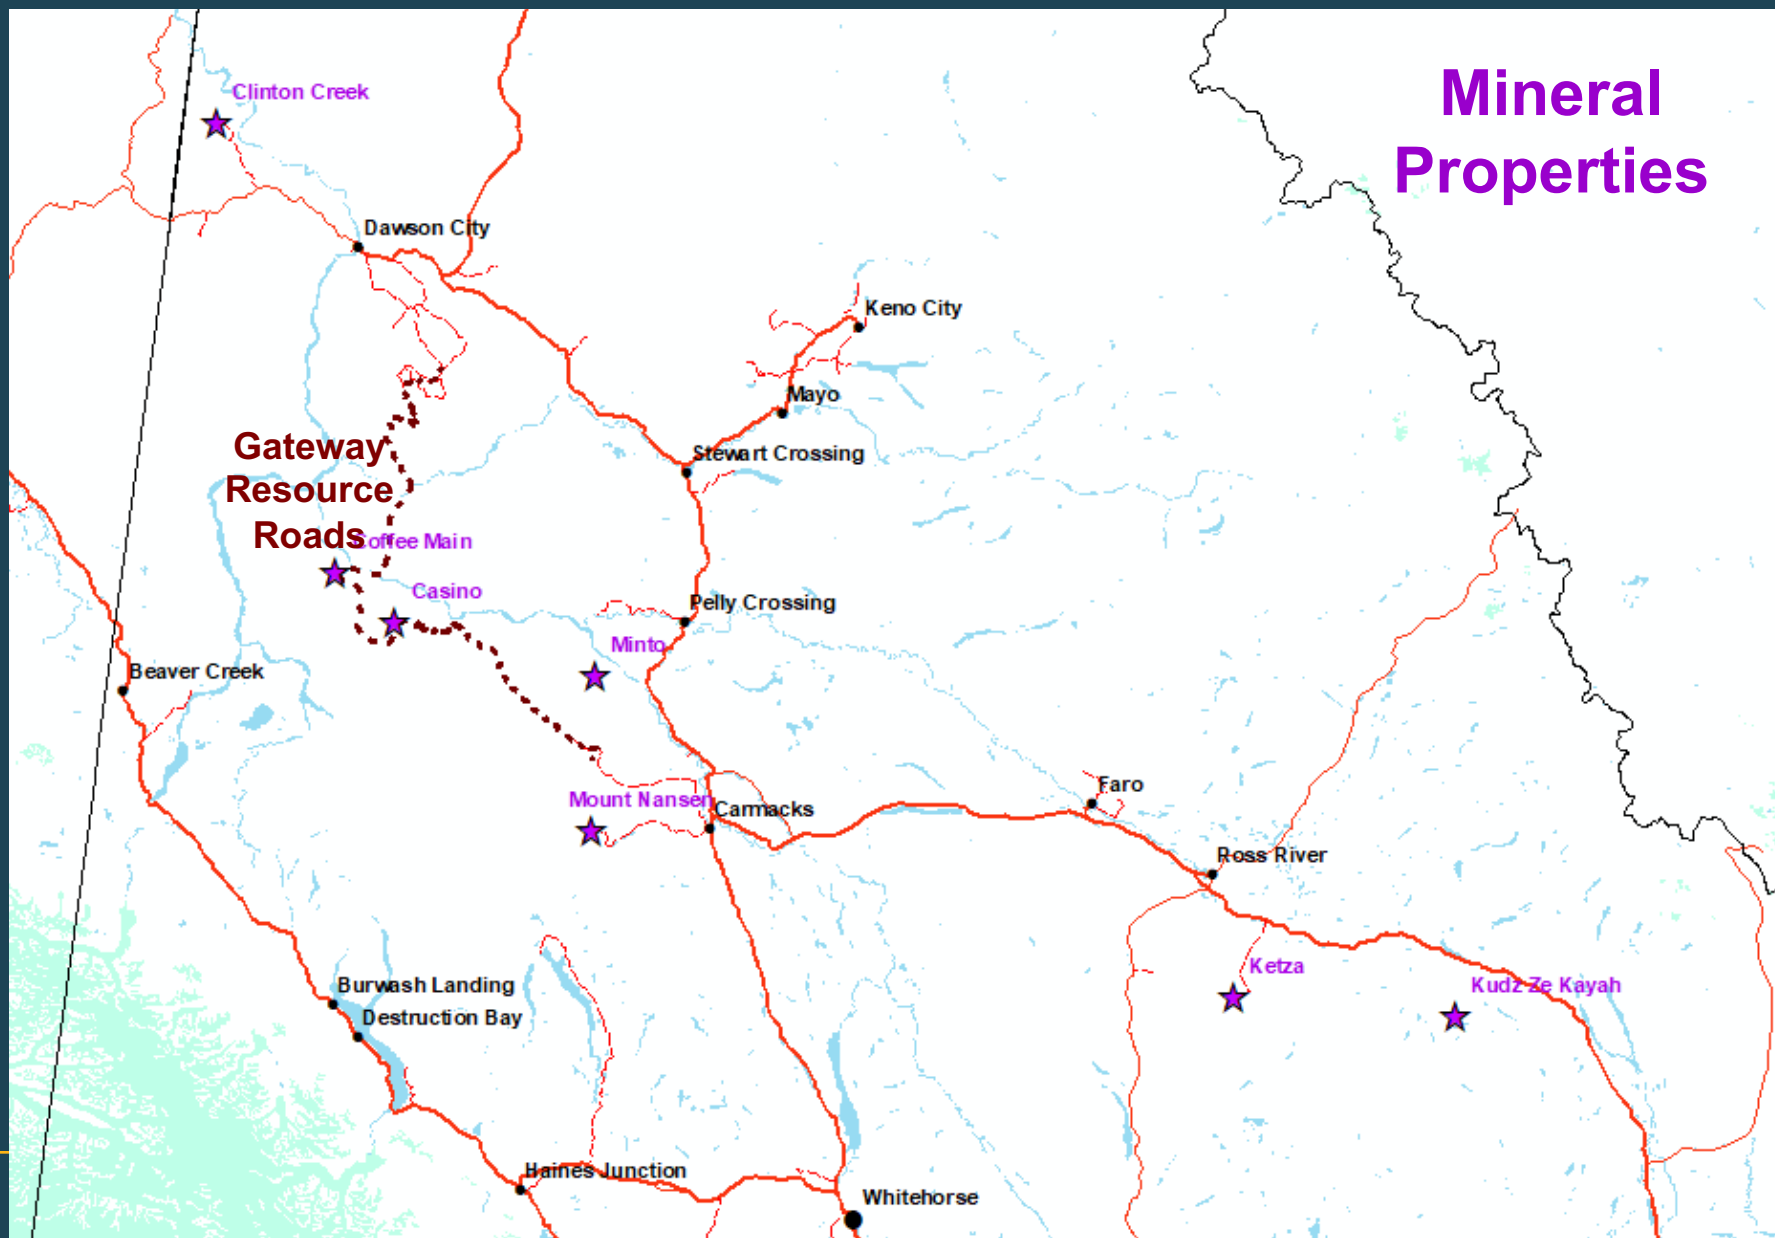 Mineral
Properties
Clinton Creek
Dawson City
Keno City
Mayo
Stewart Crossing
Gateway
Resource
Roads
Coffee Main
Casino
Pelly Crossing
Minto
Beaver Creek
Faro
Mount Nansen
Carmacks
Ross River
Ketza
Kudz Ze Kayah
Burwash Landing
Destruction Bay
Haines Junction
Whitehorse